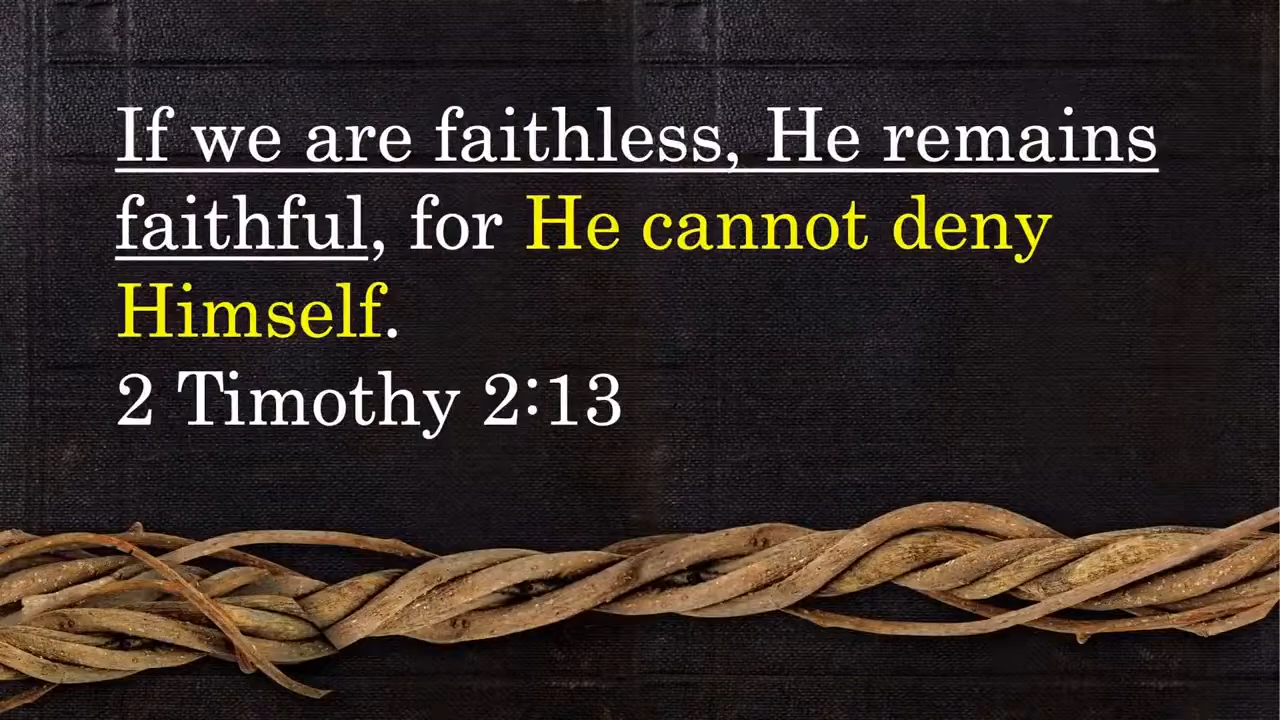 If we are faithless, He remains
faithful, for He cannot deny
Himself.
2 Timothy 2:13